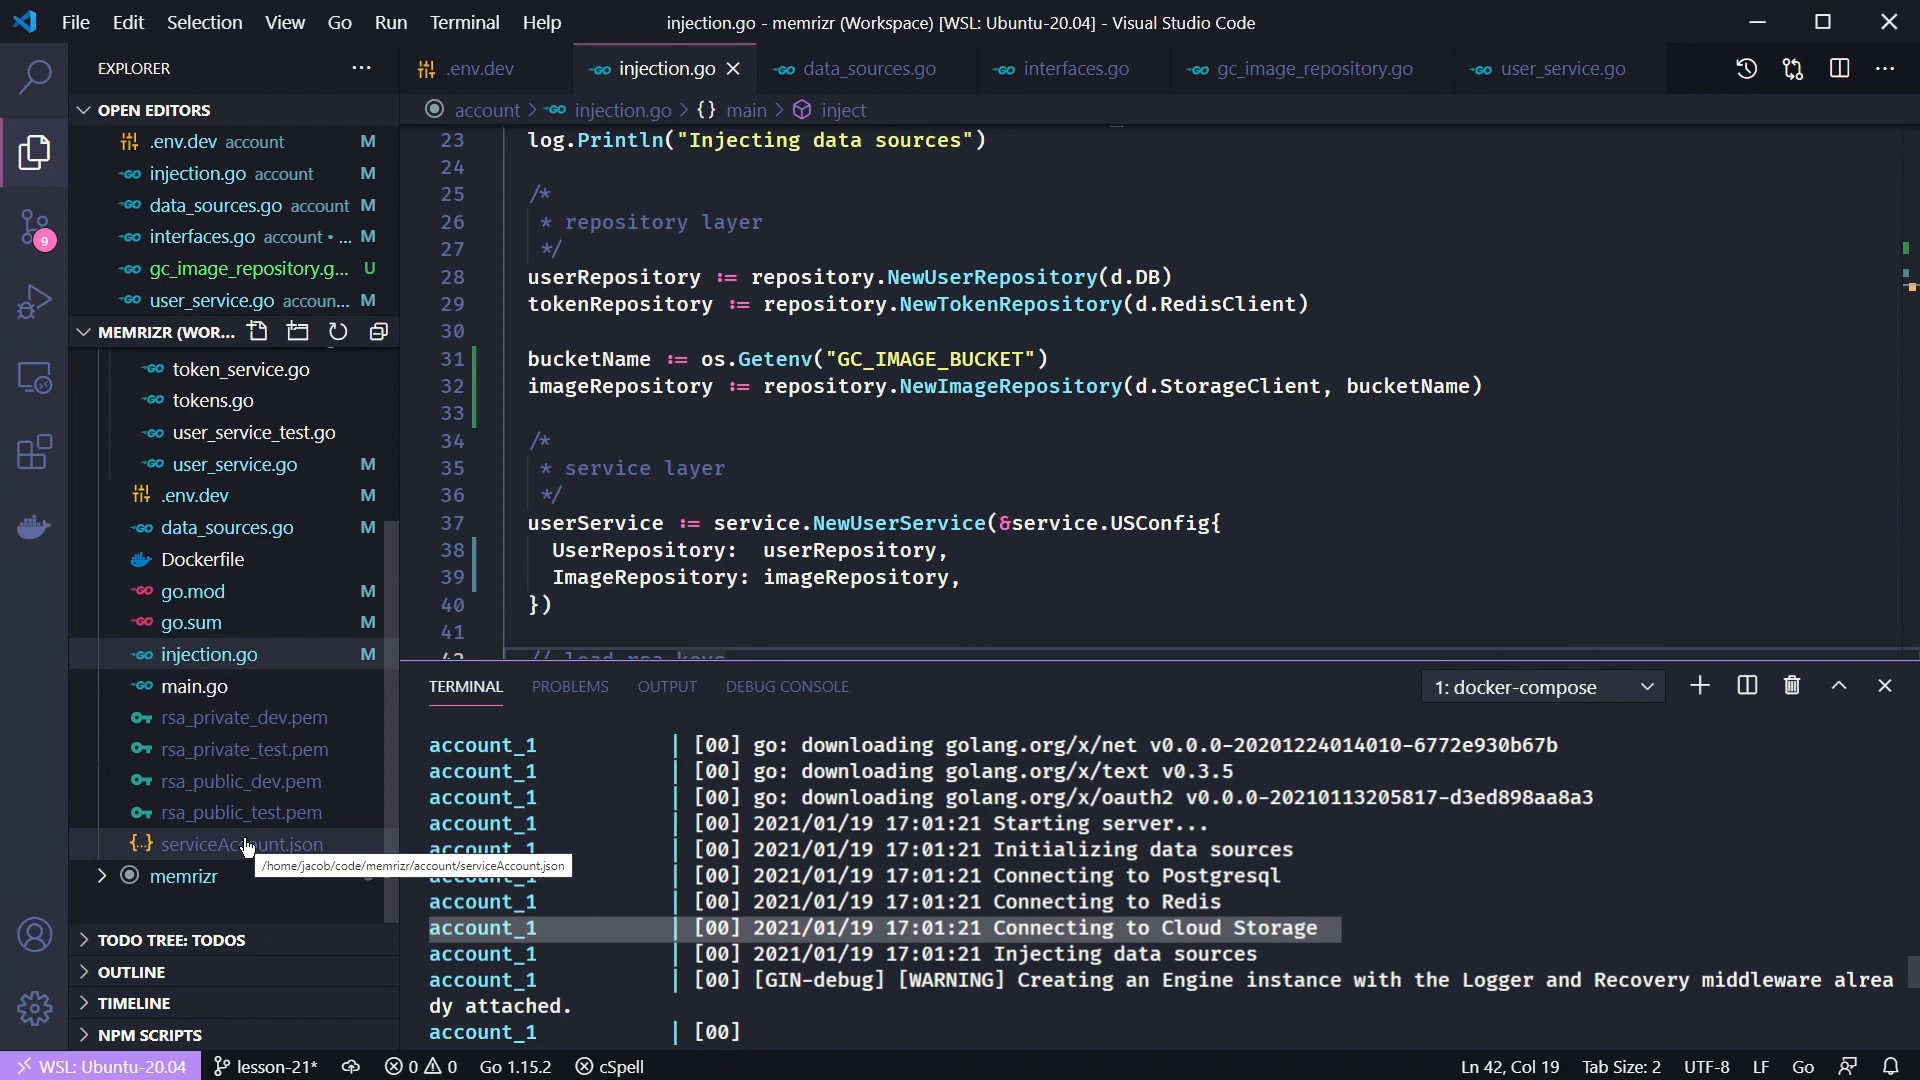 File Edit Selection View Go Run Terminal Help
injection.go - memrizr (Workspace) [WSL: Ubuntu-20.04] - Visual Studio Code
EXPLORER
.env.dev
injection.go
data_sources.go
interfaces.go
gc_image_repository.go
user_service.go
OPEN EDITORS
account > injection.go > {} main > inject
.env.dev account M
injection.go account M
data_sources.go account M
interfaces.go account • ... M
gc_image_repository.g... U
user_service.go accoun... M
MEMRIZR (WOR...
token_service.go
tokens.go
user_service_test.go
user_service.go M
.env.dev M
data_sources.go M
Dockerfile
go.mod M
go.sum M
injection.go M
main.go
rsa_private_dev.pem
rsa_private_test.pem
rsa_public_dev.pem
rsa_public_test.pem
serviceAccount.json
/home/jacob/code/memrizr/account/serviceAccount.json
memrizr
TODO TREE: TODOS
OUTLINE
TIMELINE
NPM SCRIPTS
9
23 log.Println("Injecting data sources")
24
25 /*
26 * repository layer
27 */
28 userRepository := repository.NewUserRepository(d.DB)
29 tokenRepository := repository.NewTokenRepository(d.RedisClient)
30
31 bucketName := os.Getenv("GC_IMAGE_BUCKET")
32 imageRepository := repository.NewImageRepository(d.StorageClient, bucketName)
33
34 /*
35 * service layer
36 */
37 userService := service.NewUserService(&service.USConfig{
38 UserRepository: userRepository,
39 ImageRepository: imageRepository,
40 })
41
42 // load rsa keys
TERMINAL PROBLEMS OUTPUT DEBUG CONSOLE
1: docker-compose
account_1 | [00] go: downloading golang.org/x/net v0.0.0-20201224014010-6772e930b67b
account_1 | [00] go: downloading golang.org/x/text v0.3.5
account_1 | [00] go: downloading golang.org/x/oauth2 v0.0.0-20210113205817-d3ed898aa8a3
account_1 | [00] 2021/01/19 17:01:21 Starting server...
account_1 | [00] 2021/01/19 17:01:21 Initializing data sources
account_1 | [00] 2021/01/19 17:01:21 Connecting to Postgresql
account_1 | [00] 2021/01/19 17:01:21 Connecting to Redis
account_1 | [00] 2021/01/19 17:01:21 Connecting to Cloud Storage
account_1 | [00] 2021/01/19 17:01:21 Injecting data sources
account_1 | [00] [GIN-debug] [WARNING] Creating an Engine instance with the Logger and Recovery middleware alrea
dy attached.
account_1 | [00]
WSL: Ubuntu-20.04 lesson-21* 0 0 Go 1.15.2 cSpell
Ln 42, Col 19 Tab Size: 2 UTF-8 LF Go